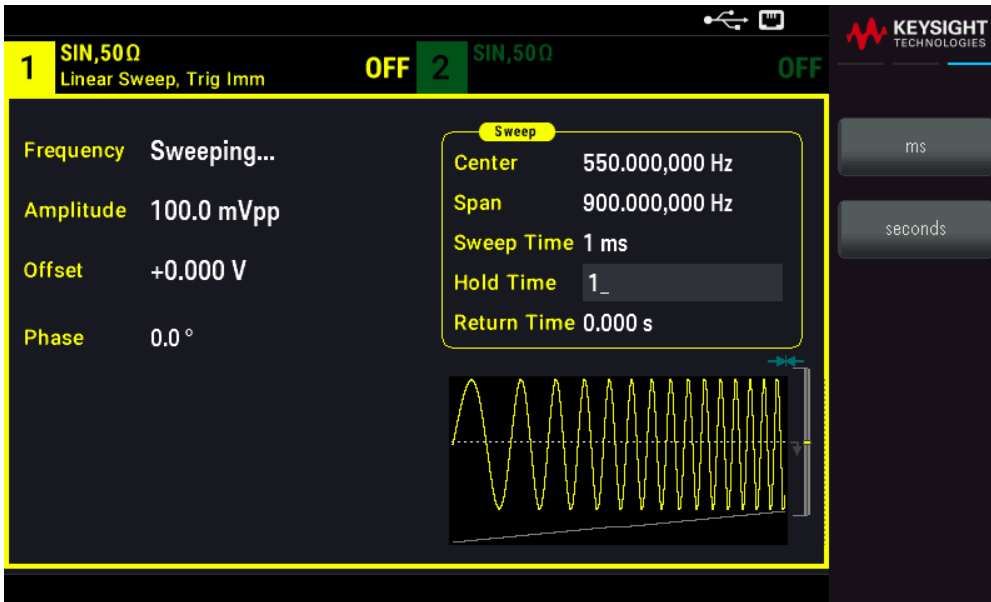 KEYSIGHT
TECHNOLOGIES
1
SIN,50Ω
Linear Sweep, Trig Imm
OFF
2
SIN,50Ω
OFF
Frequency Sweeping...
Amplitude 100.0 mVpp
Offset +0.000 V
Phase 0.0 °
Sweep
Center 550.000,000 Hz
Span 900.000,000 Hz
Sweep Time 1 ms
Hold Time 1_
Return Time 0.000 s
ms
seconds